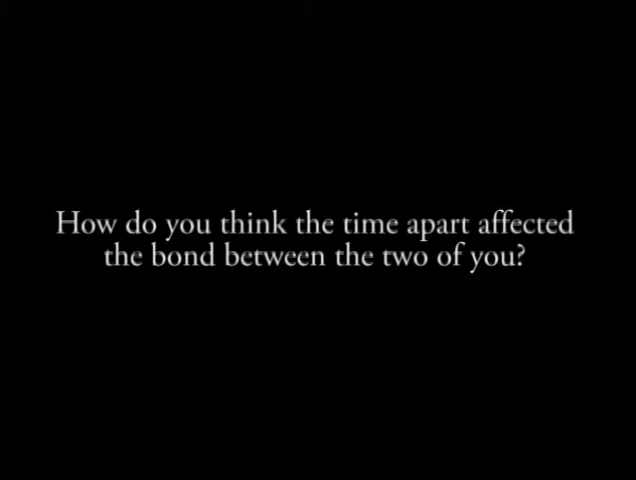 How do you think the time apart affected
the bond between the two of you?